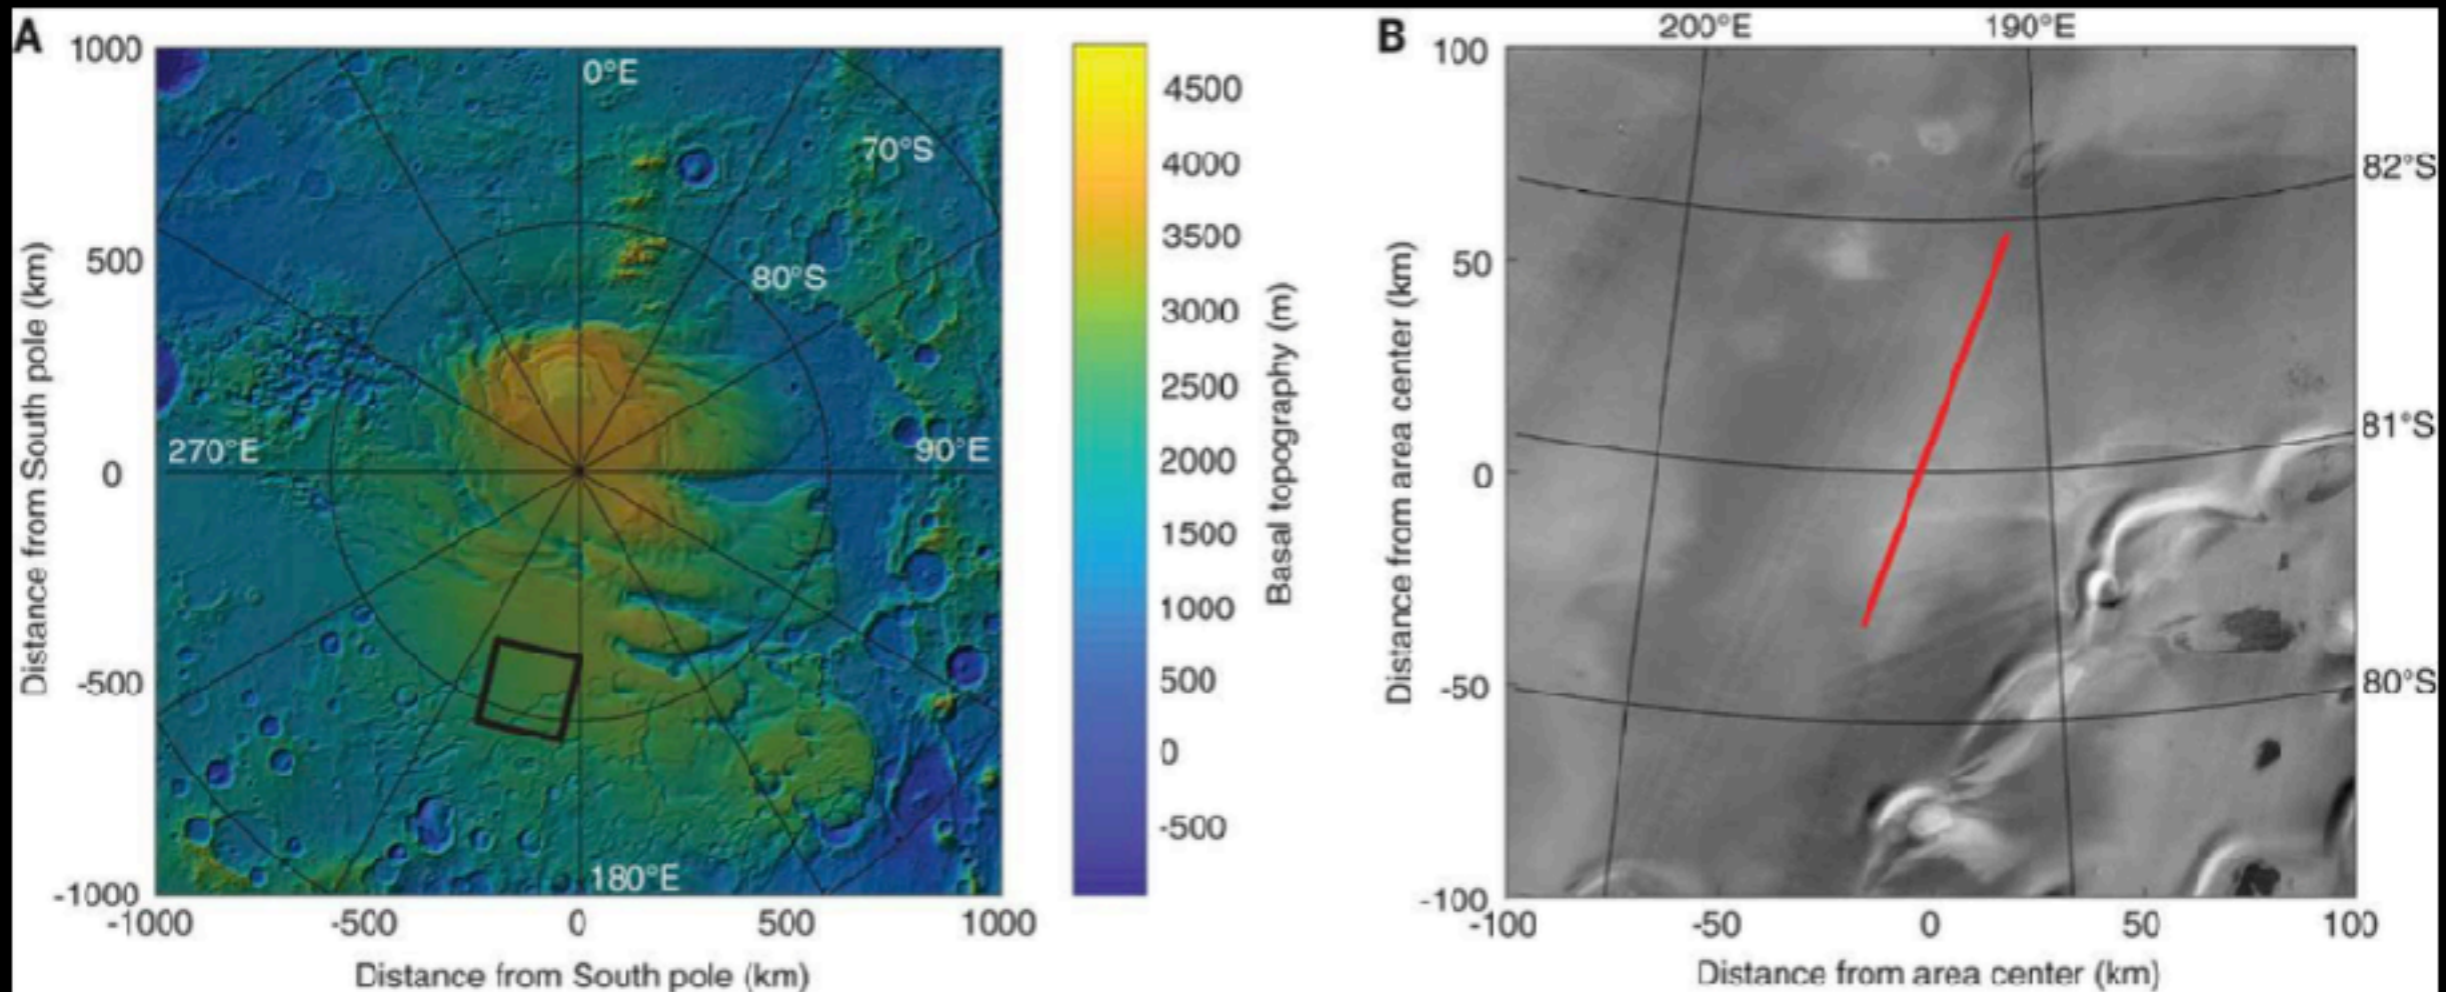 A
1000
500
0
-500
-1000
Distance from South pole (km)
0°E
70°S
80°S
270°E
90°E
180°E
-1000
-500
0
500
1000
Distance from South pole (km)
4500
4000
3500
3000
2500
2000
1500
1000
500
0
-500
Basal topography (m)
B
200°E
190°E
100
50
0
-50
-100
Distance from area center (km)
82°S
81°S
80°S
-100
-50
0
50
100
Distance from area center (km)